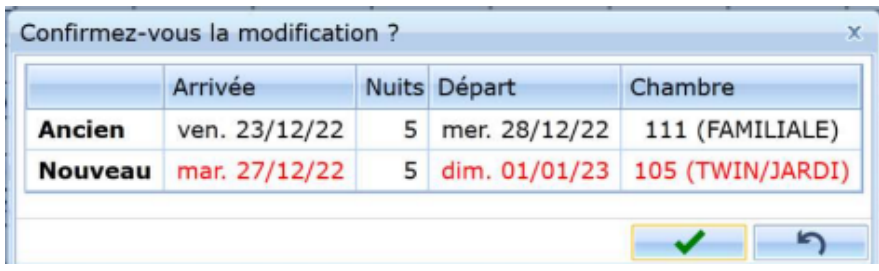 Confirmez-vous la modification ? x
Arrivée Nuits Départ Chambre
Ancien ven. 23/12/22 5 mer. 28/12/22 111 (FAMILIALE)
Nouveau mar. 27/12/22 5 dim. 01/01/23 105 (TWIN/JARDI)